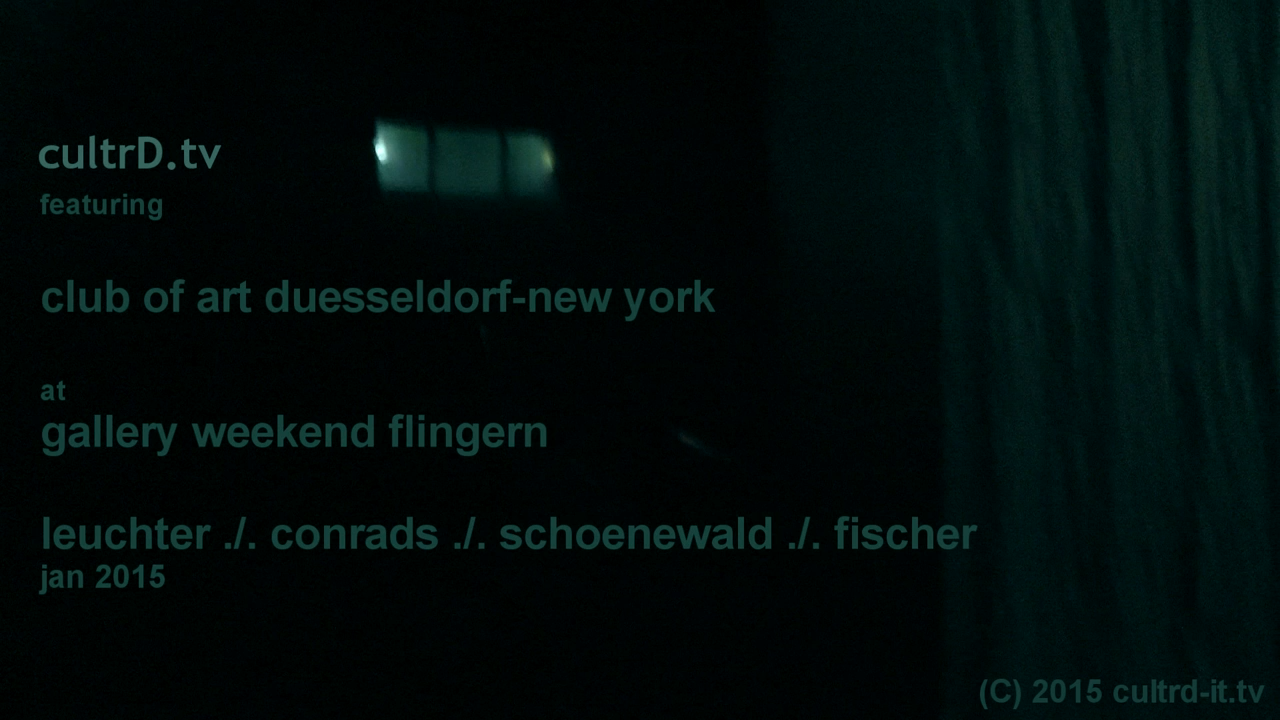 cultrD.tv
featuring
club of art duesseldorf-new york
at
gallery weekend flingern
leuchter ./. conrads ./. schoenewald ./. fischer
jan 2015
(C) 2015 cultrd-it.tv